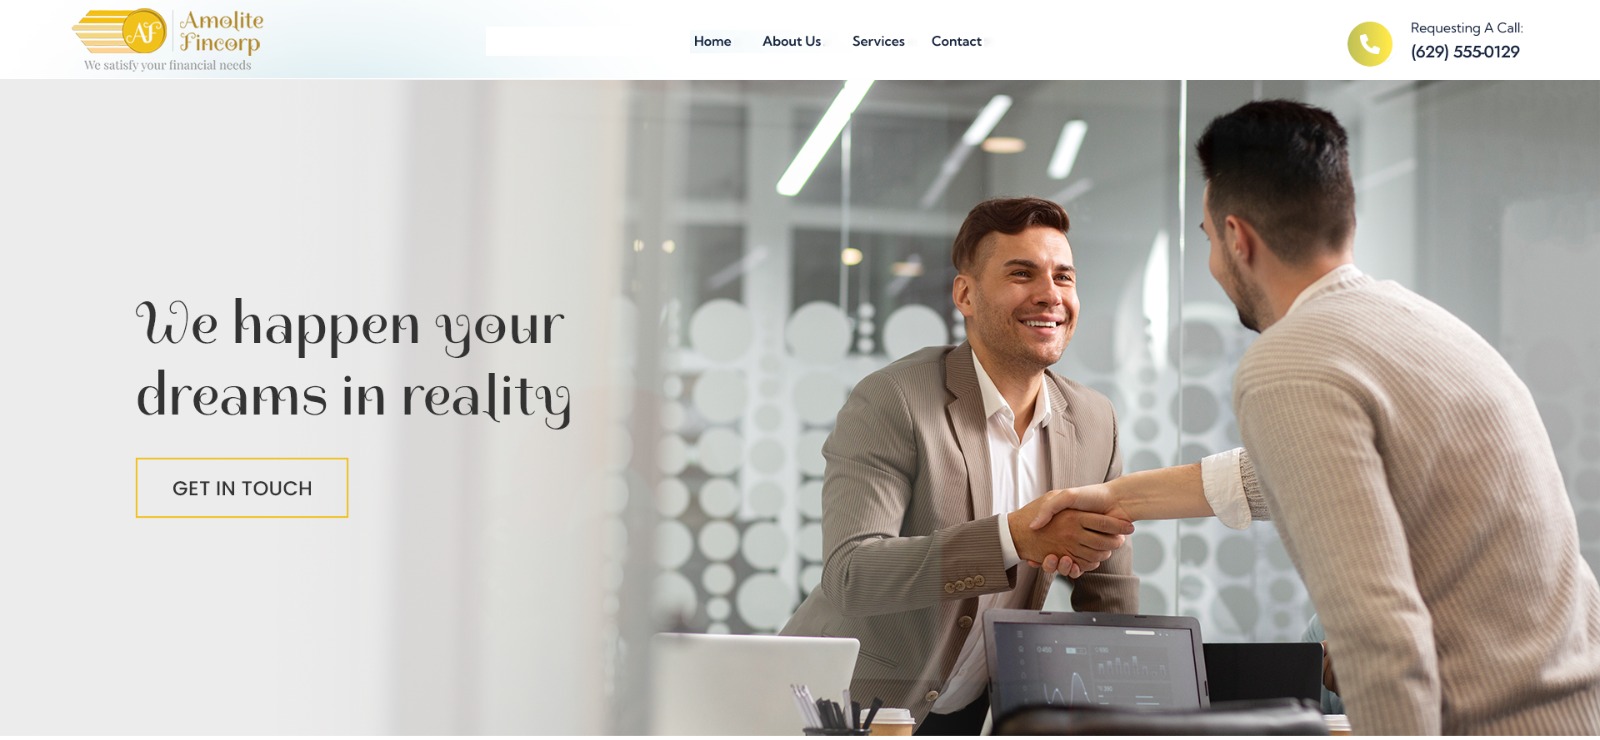 Amolite
Fincorp
We satisfy your financial needs
Home
About Us
Services
Contact
Requesting A Call:
(629) 555-0129
We happen your
dreams in reality
GET IN TOUCH